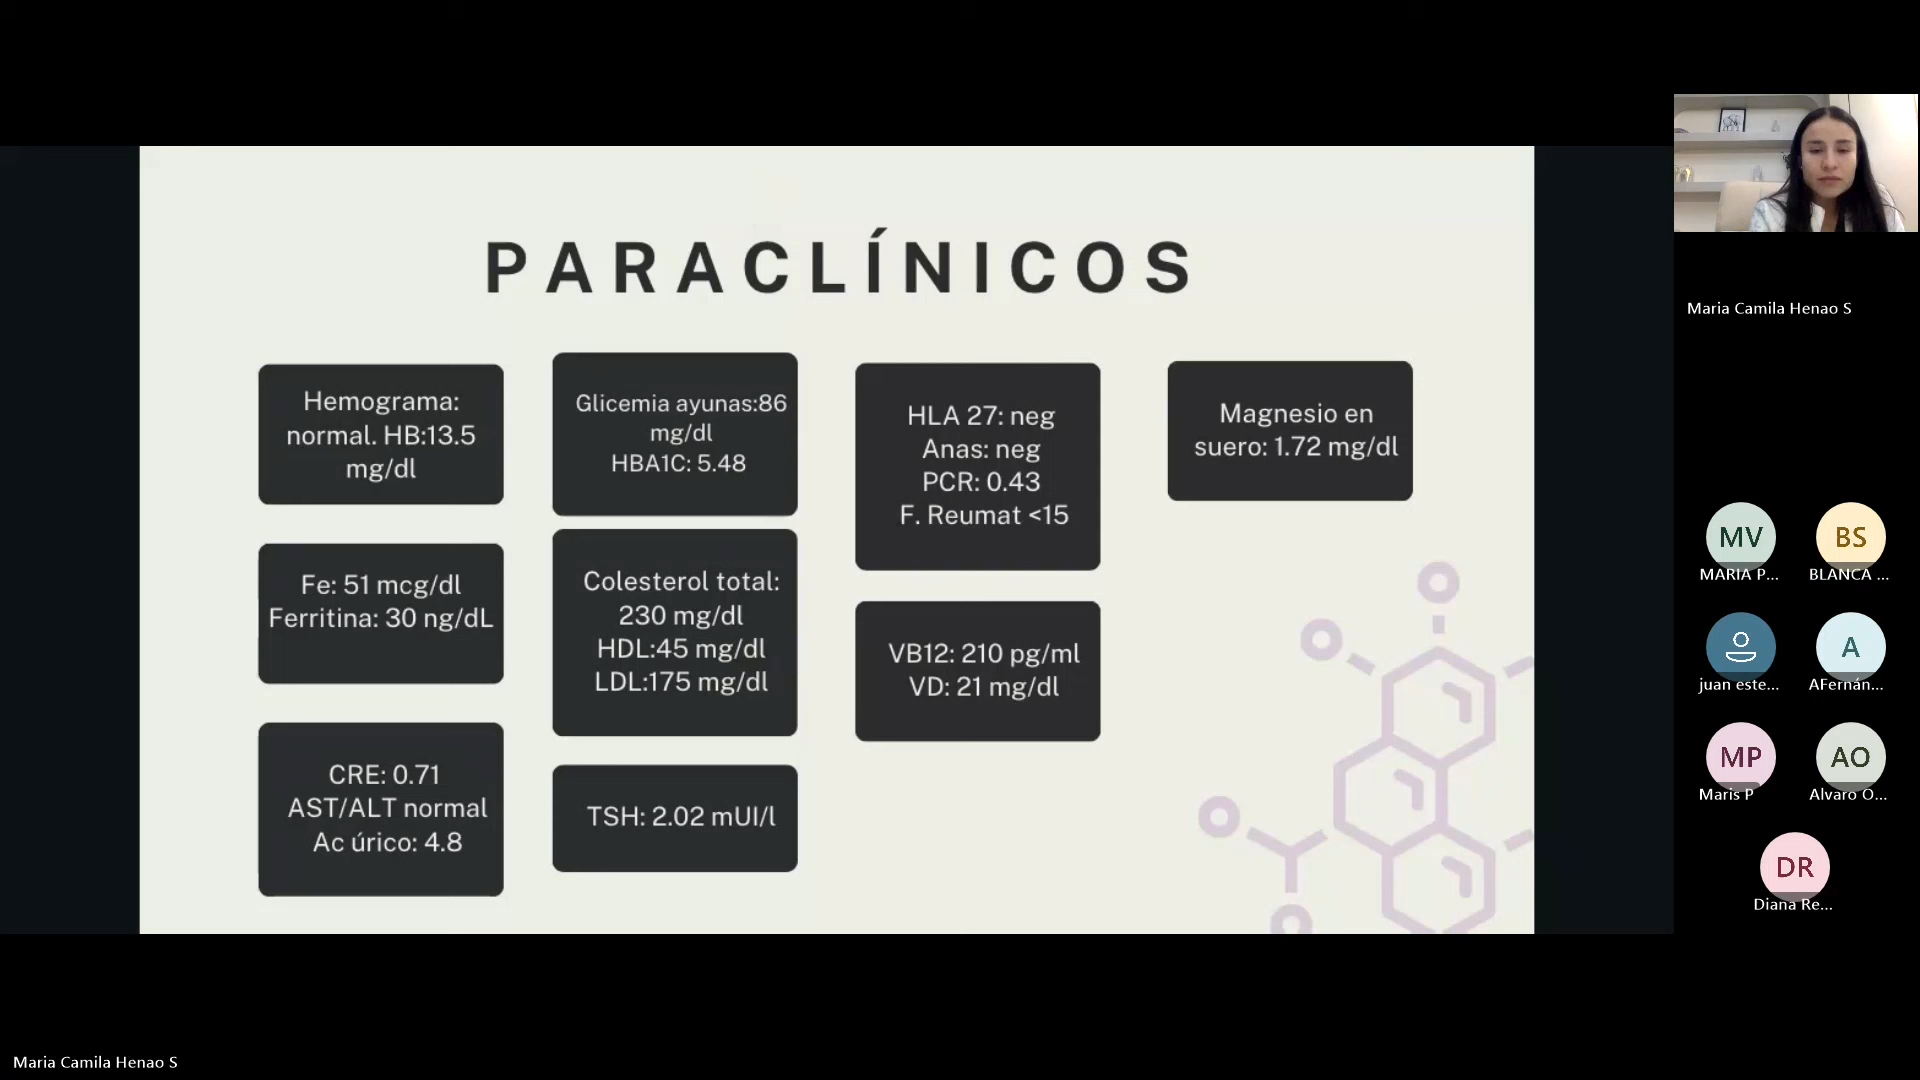 PARACLÍNICOS
Hemograma:
normal. HB:13.5
mg/dl
Fe: 51 mcg/dl
Ferritina: 30 ng/dL
CRE: 0.71
AST/ALT normal
Ac úrico: 4.8
Glicemia ayunas:86
mg/dl
HBA1C: 5.48
Colesterol total:
230 mg/dl
HDL:45 mg/dl
LDL:175 mg/dl
TSH: 2.02 mUI/l
HLA 27: neg
Anas: neg
PCR: 0.43
F. Reumat <15
VB12: 210 pg/ml
VD: 21 mg/dl
Magnesio en
suero: 1.72 mg/dl
Maria Camila Henao S
MV
MARIA P...
BS
BLANCA ...
juan este...
A
AFernán...
MP
Maris P
AO
Alvaro O...
DR
Diana Re...
Maria Camila Henao S